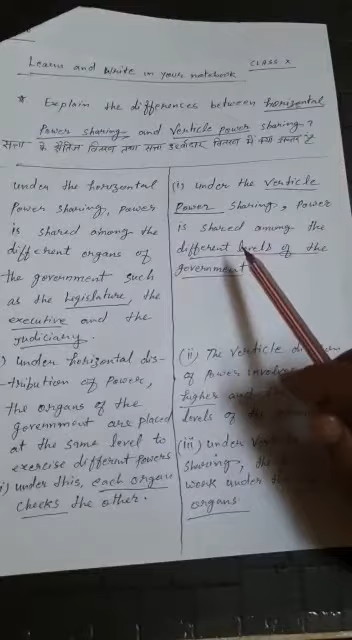 Learn and write in your notebook CLASS X
* Explain the differences between horizontal
Power sharing and Verticle power sharing?
सत्ता के क्षैतिज वितरण तथा सत्ता उर्ध्वाधर वितरण में क्या अन्तर है
under the horizontal
Power sharing, Power
is shared among the
different organs of
the government such
as the legislature, the
executive and the
judiciary.
) under horizontal dis-
-tribution of Power,
the organs of the
government are placed
at the same level to
exercise different powers
i) under this, each organ
checks the other.
(i) under the Verticle
Power sharing, Power
is shared among the
different levels of the
government
(ii) The Verticle
of Power involves
higher and
levels of
(iii) under
sharing, the
work under the
organs